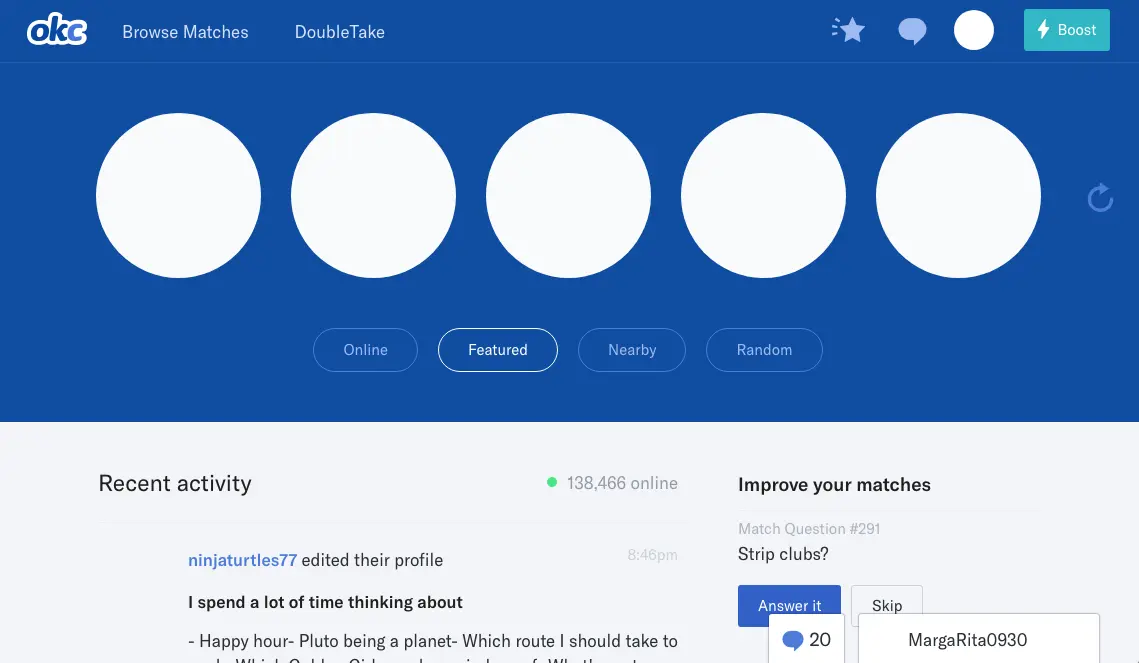 okc Browse Matches DoubleTake Boost
Online Featured Nearby Random
Recent activity
138,466 online
ninjaturtles77 edited their profile
8:46pm
I spend a lot of time thinking about
- Happy hour- Pluto being a planet- Which route I should take to
Improve your matches
Match Question #291
Strip clubs?
Answer it Skip
20 MargaRita0930